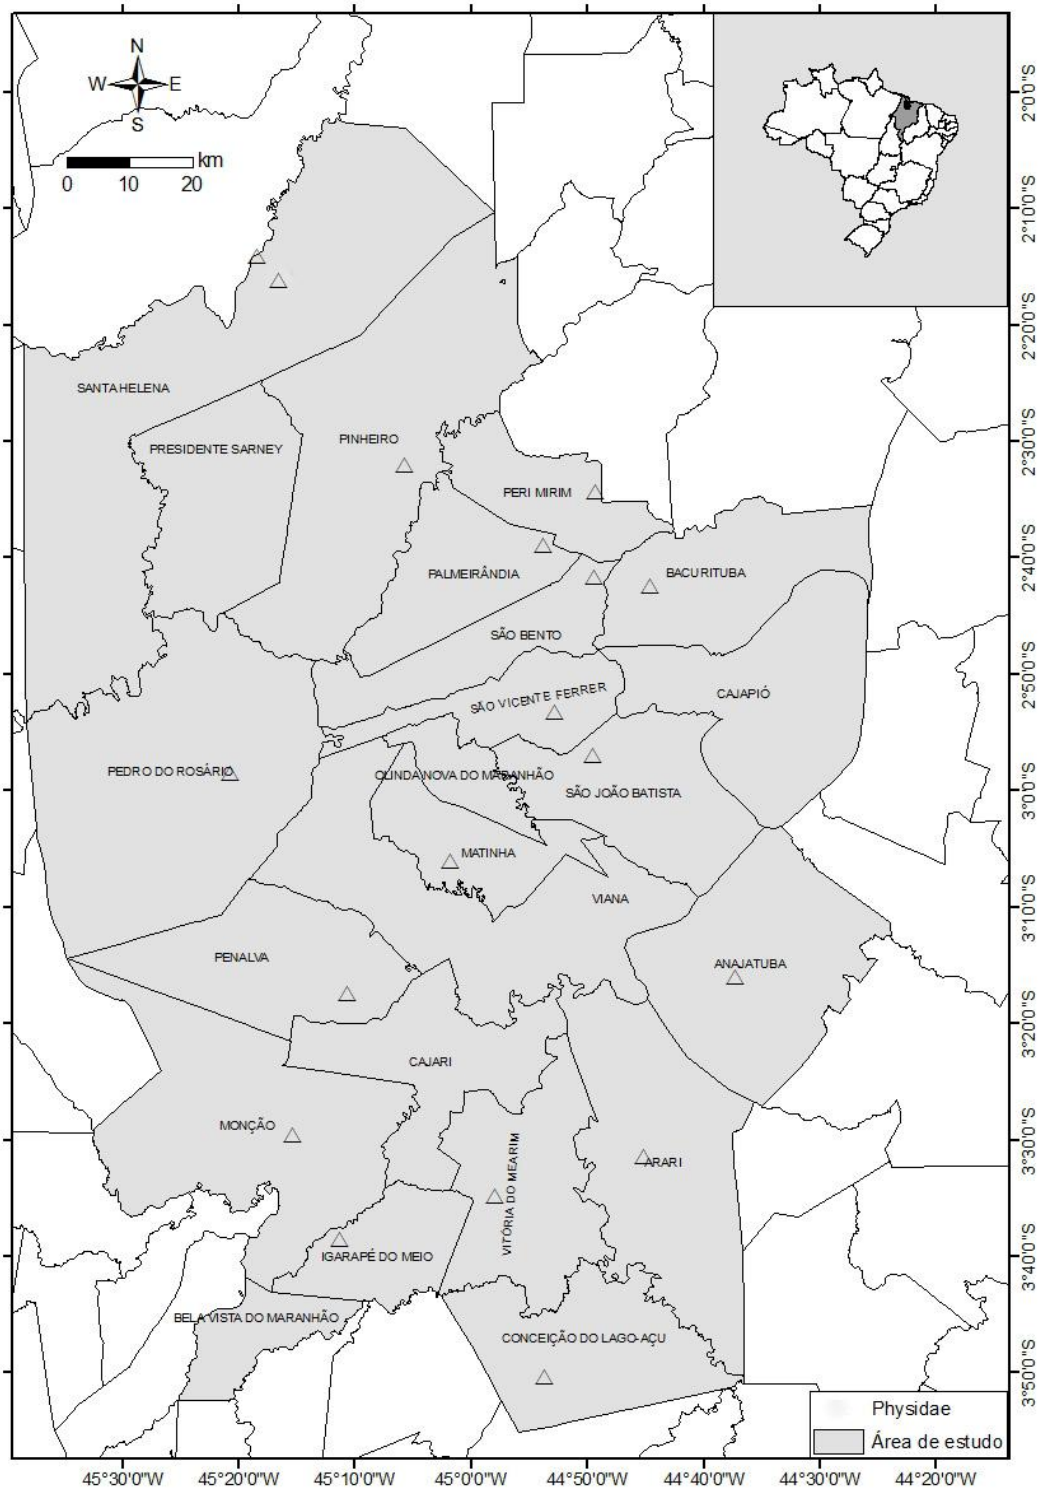 N
W E
S
km
0 10 20
2°0'0"S
2°10'0"S
2°20'0"S
2°30'0"S
2°40'0"S
2°50'0"S
3°0'0"S
3°10'0"S
3°20'0"S
3°30'0"S
3°40'0"S
3°50'0"S
SANTA HELENA
PRESIDENTE SARNEY
PINHEIRO
PERI MIRIM
PALMEIRÂNDIA
BACURITUBA
SÃO BENTO
SÃO VICENTE FERRER
CAJAPIÓ
PEDRO DO ROSÁRIO
OLINDA NOVA DO MARANHÃO
SÃO JOÃO BATISTA
MATINHA
VIANA
PENALVA
ANAJATUBA
CAJARI
MONÇÃO
VITÓRIA DO MEARIM
ARARI
IGARAPÉ DO MEIO
BELA VISTA DO MARANHÃO
CONCEIÇÃO DO LAGO-AÇU
Physidae
Área de estudo
45°30'0"W 45°20'0"W 45°10'0"W 45°0'0"W 44°50'0"W 44°40'0"W 44°30'0"W 44°20'0"W